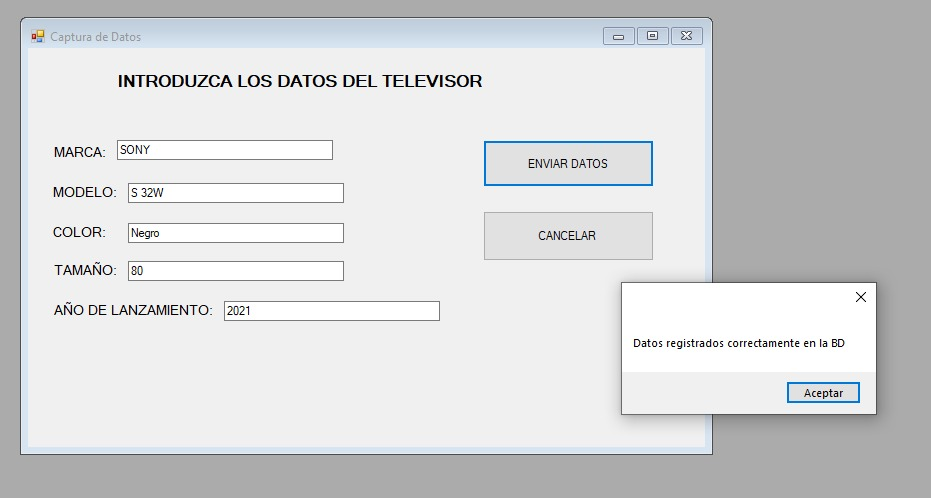 Captura de Datos
INTRODUZCA LOS DATOS DEL TELEVISOR
MARCA: SONY
MODELO: S 32W
COLOR: Negro
TAMAÑO: 80
AÑO DE LANZAMIENTO: 2021
ENVIAR DATOS
CANCELAR
Datos registrados correctamente en la BD
Aceptar